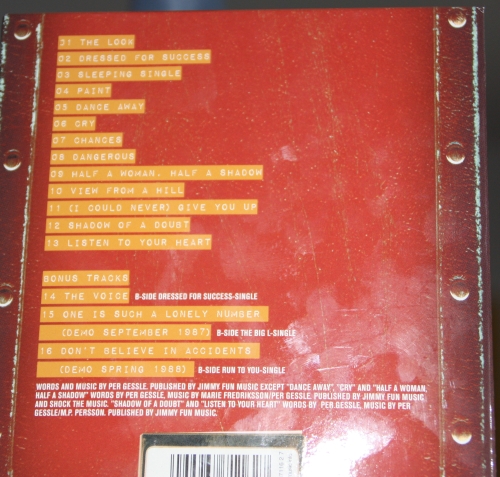 01 THE LOOK
02 DRESSED FOR SUCCESS
03 SLEEPING SINGLE
04 PAINT
05 DANCE AWAY
06 CRY
07 CHANCES
08 DANGEROUS
09 HALF A WOMAN, HALF A SHADOW
10 VIEW FROM A HILL
11 (I COULD NEVER) GIVE YOU UP
12 SHADOW OF A DOUBT
13 LISTEN TO YOUR HEART
BONUS TRACKS
14 THE VOICE B-SIDE DRESSED FOR SUCCESS-SINGLE
15 ONE IS SUCH A LONELY NUMBER
(DEMO SEPTEMBER 1987) B-SIDE THE BIG L-SINGLE
16 DON'T BELIEVE IN ACCIDENTS
(DEMO SPRING 1988) B-SIDE RUN TO YOU-SINGLE
WORDS AND MUSIC BY PER GESSLE. PUBLISHED BY JIMMY FUN MUSIC EXCEPT "DANCE AWAY", "CRY" AND "HALF A WOMAN,
HALF A SHADOW" WORDS BY PER GESSLE, MUSIC BY MARIE FREDRIKSSON/PER GESSLE. PUBLISHED BY JIMMY FUN MUSIC
AND SHOCK THE MUSIC. "SHADOW OF A DOUBT" AND "LISTEN TO YOUR HEART" WORDS BY PER GESSLE, MUSIC BY PER
GESSLE/M.P. PERSSON. PUBLISHED BY JIMMY FUN MUSIC.